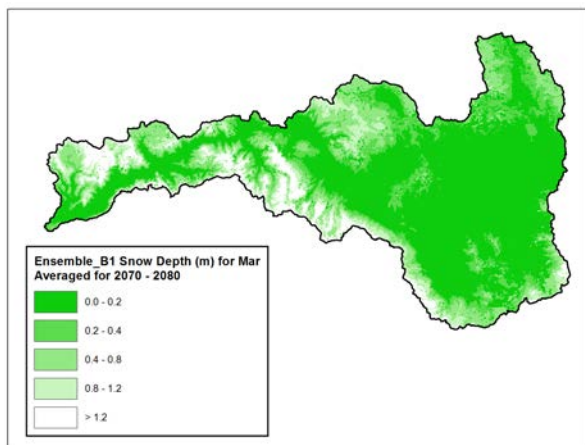 Ensemble_B1 Snow Depth (m) for Mar
Averaged for 2070 - 2080
0.0 - 0.2
0.2 - 0.4
0.4 - 0.8
0.8 - 1.2
> 1.2